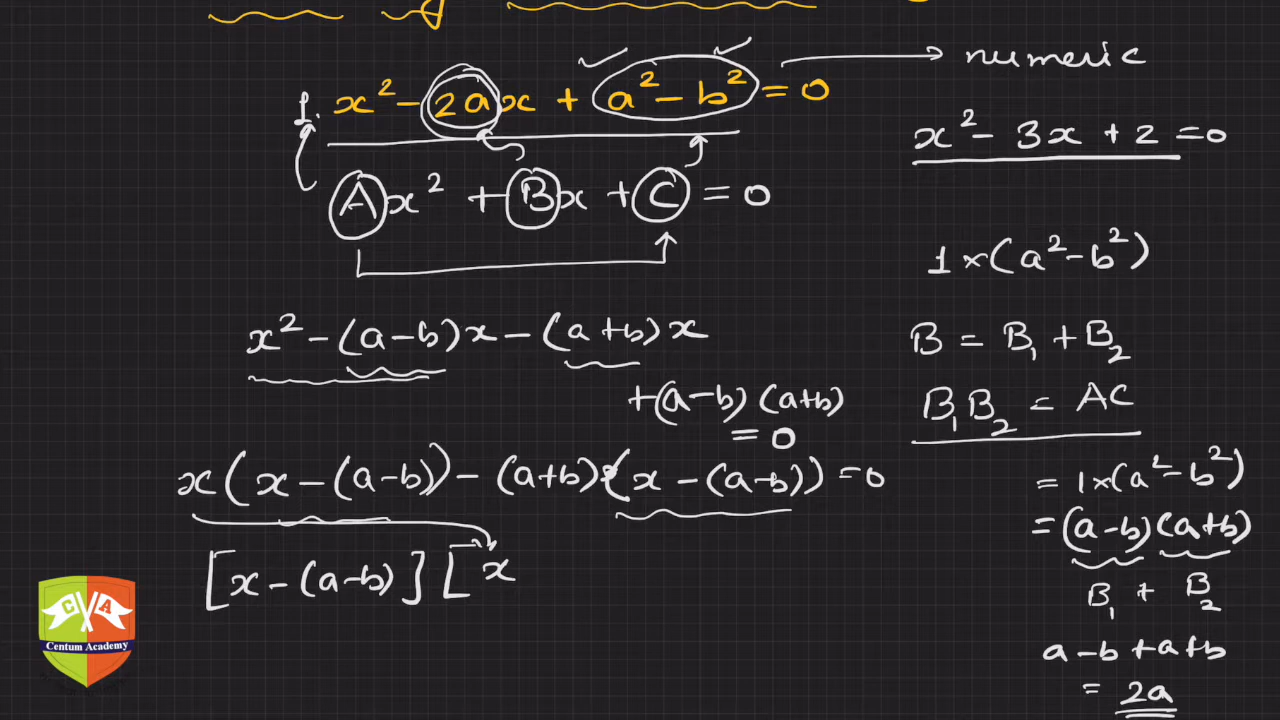 1. x² - 2a x + a² - b² = 0
numeric
x² - 3x + 2 = 0
Ax² + Bx + C = 0
1 × (a² - b²)
x² - (a - b)x - (a + b)x
+ (a - b) (a + b)
= 0
B = B₁ + B₂
B₁B₂ = AC
= 1 × (a² - b²)
= (a - b) (a + b)
B₁ + B₂
a - b + a + b
= 2a
x(x - (a - b)) - (a + b) (x - (a - b)) = 0
[x - (a - b)] [x
C A
Centum Academy